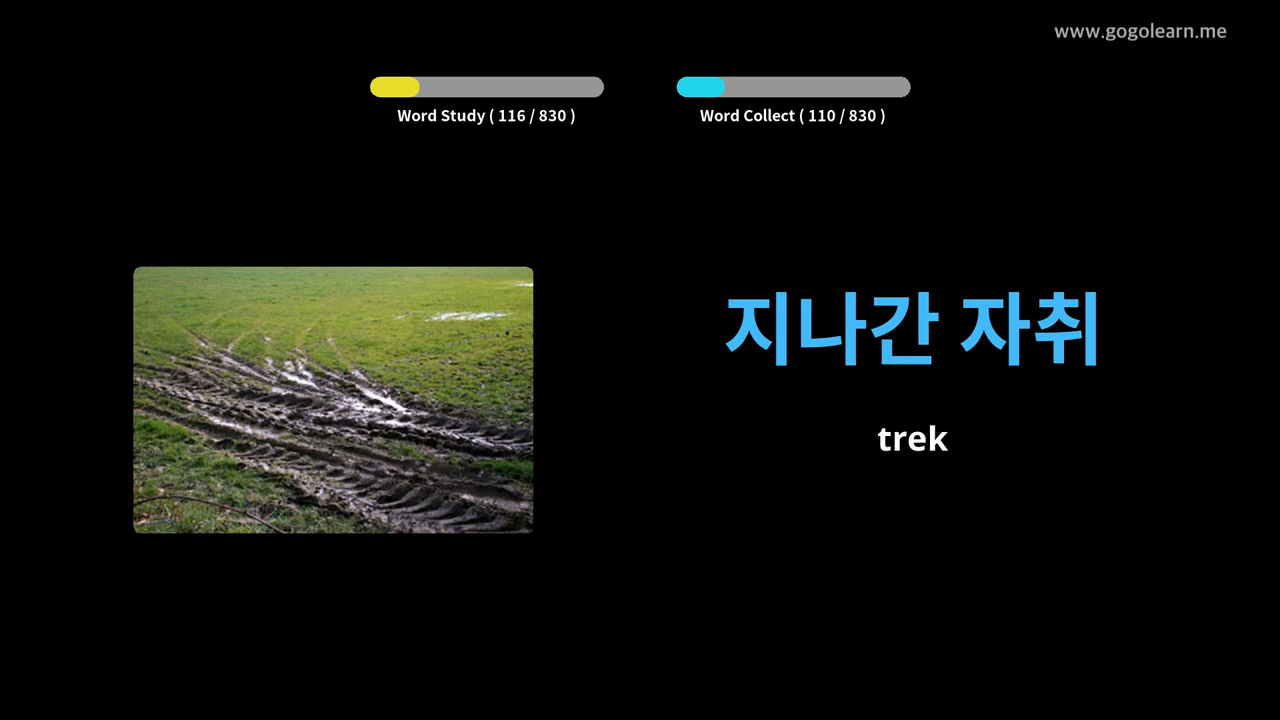 www.gogolearn.me
Word Study ( 116 / 830 )
Word Collect ( 110 / 830 )
지나간 자취
trek